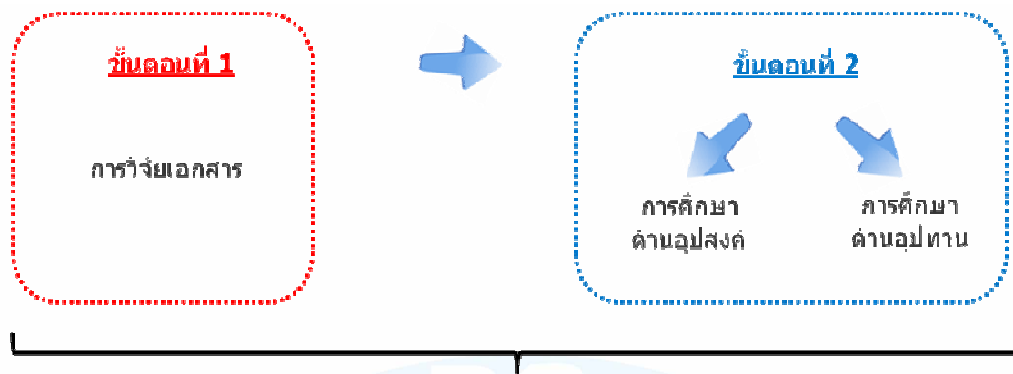 ขั้นตอนที่ 1
การวิจัยเอกสาร
ขั้นตอนที่ 2
การศึกษา
ด้านอุปสงค์
การศึกษา
ด้านอุปทาน